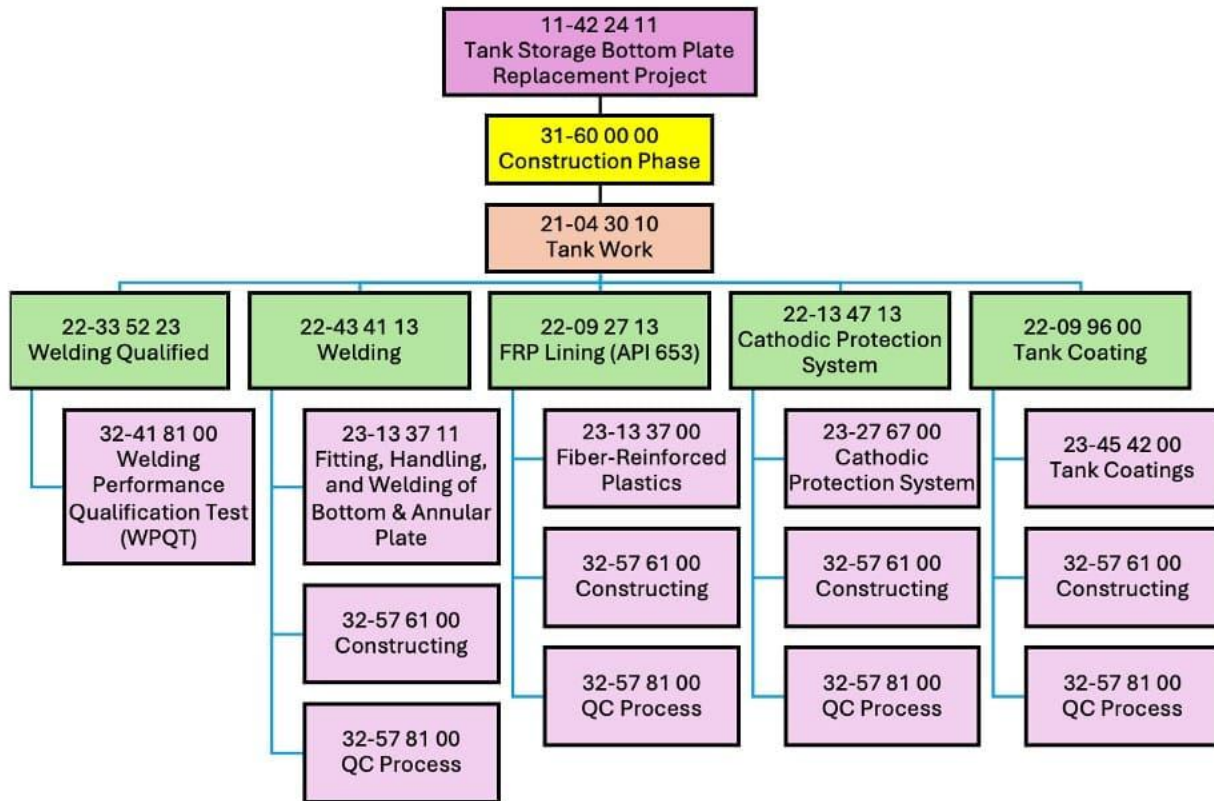 11-42 24 11
Tank Storage Bottom Plate
Replacement Project
31-60 00 00
Construction Phase
21-04 30 10
Tank Work
22-33 52 23
Welding Qualified
22-43 41 13
Welding
22-09 27 13
FRP Lining (API 653)
22-13 47 13
Cathodic Protection
System
22-09 96 00
Tank Coating
32-41 81 00
Welding
Performance
Qualification Test
(WPQT)
23-13 37 11
Fitting, Handling,
and Welding of
Bottom & Annular
Plate
32-57 61 00
Constructing
32-57 81 00
QC Process
23-13 37 00
Fiber-Reinforced
Plastics
32-57 61 00
Constructing
32-57 81 00
QC Process
23-27 67 00
Cathodic
Protection System
32-57 61 00
Constructing
32-57 81 00
QC Process
23-45 42 00
Tank Coatings
32-57 61 00
Constructing
32-57 81 00
QC Process